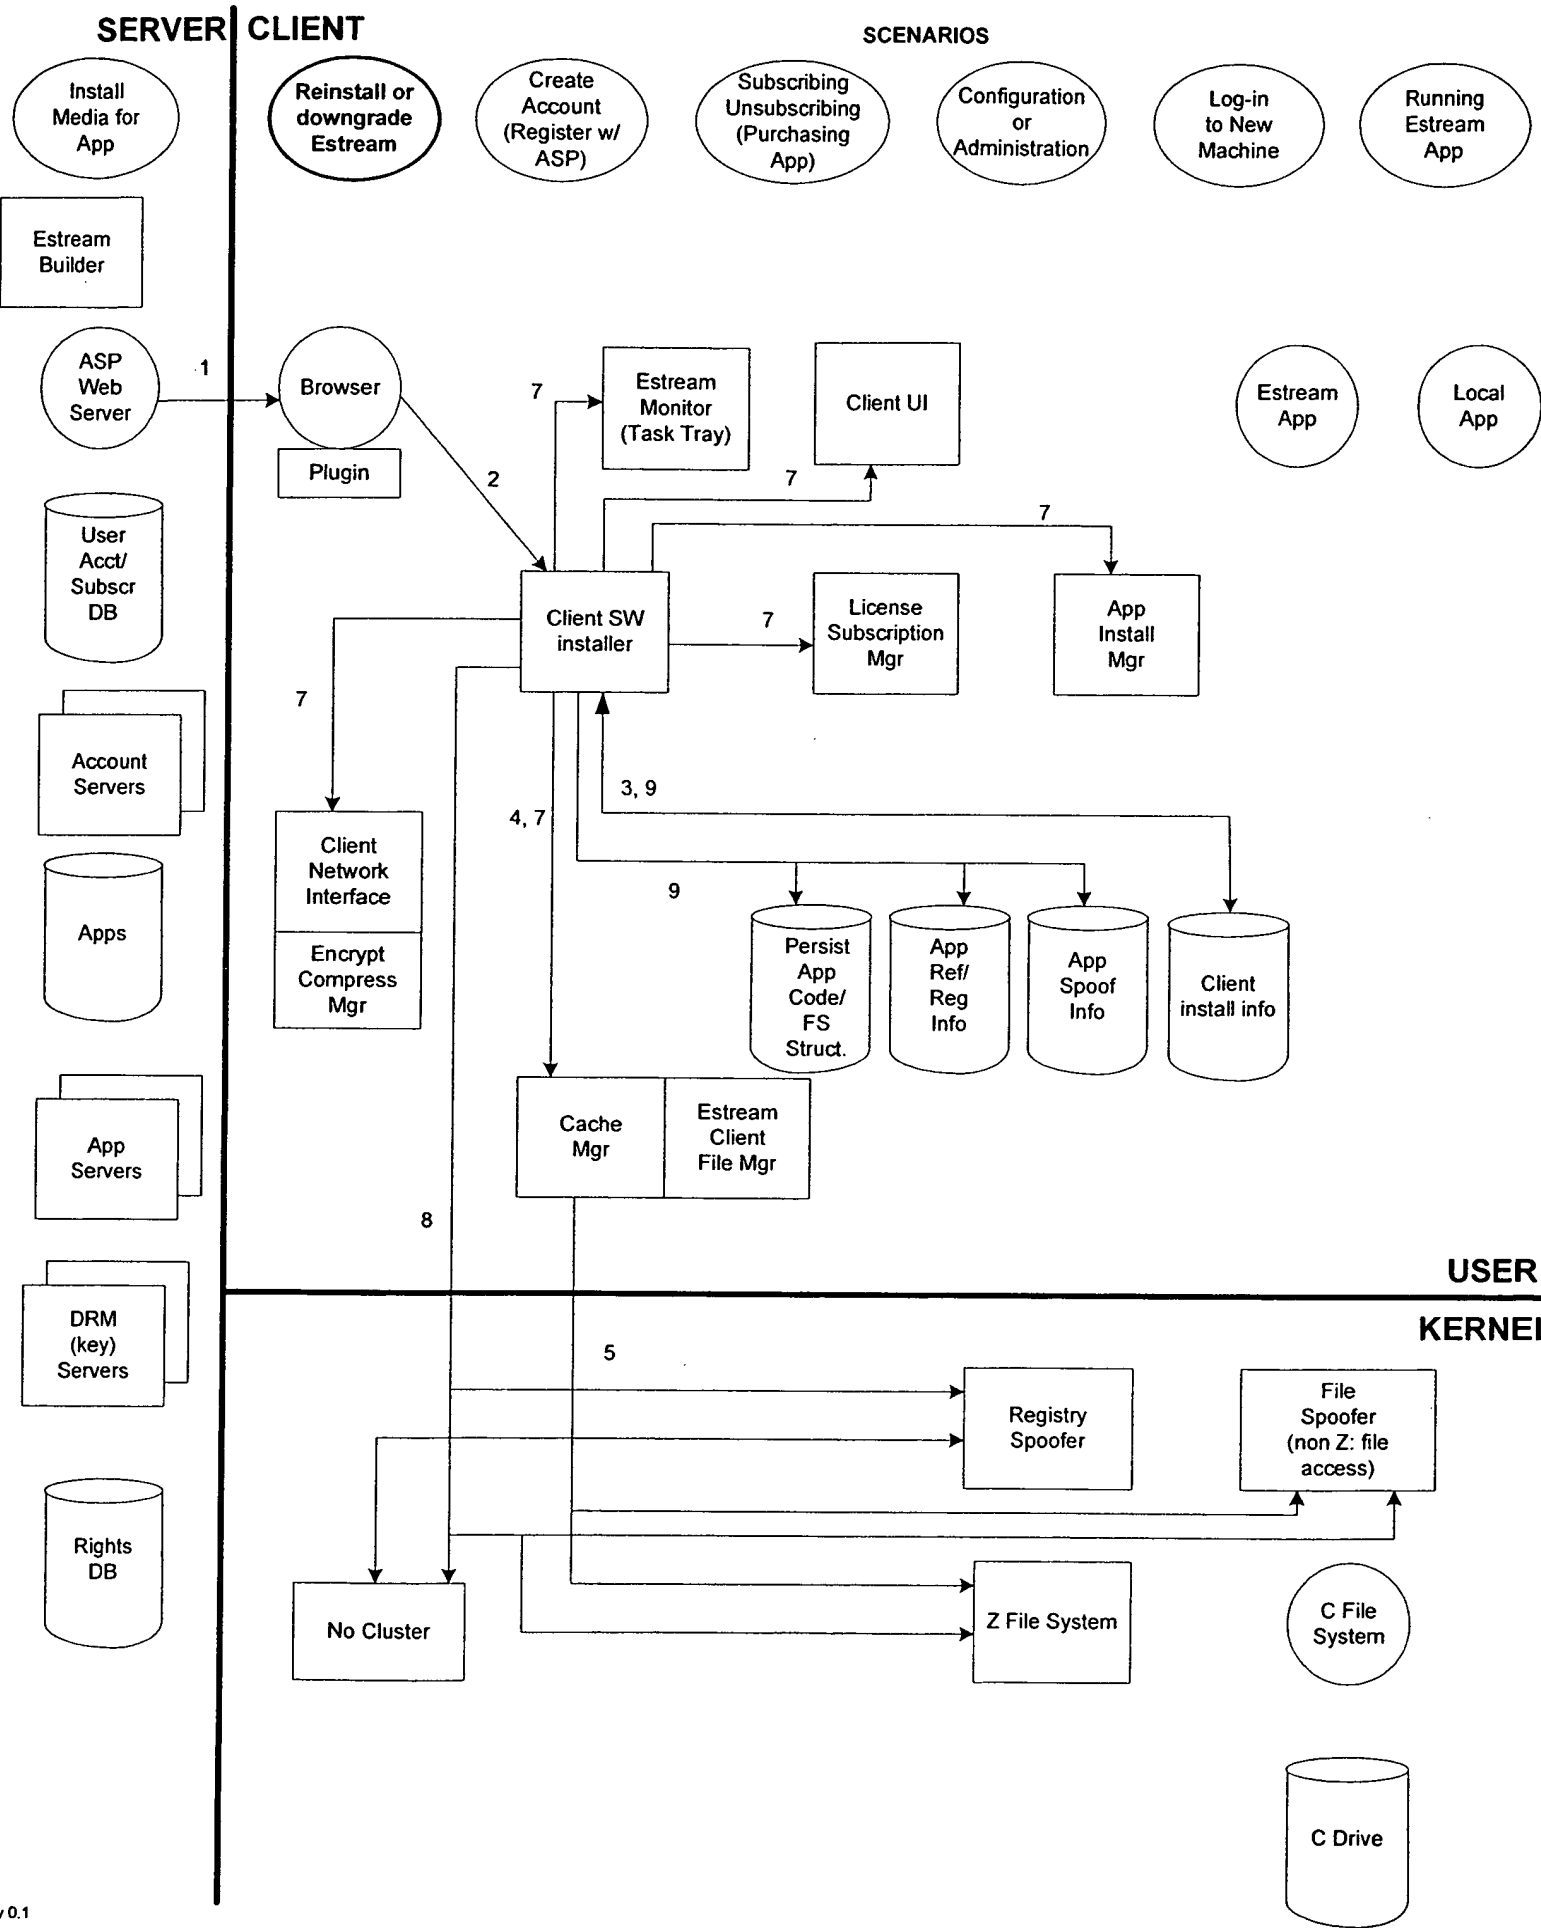 SERVER CLIENT
SCENARIOS
Install
Media for
App
Reinstall or
downgrade
Estream
Create
Account
(Register w/
ASP)
Subscribing
Unsubscribing
(Purchasing
App)
Configuration
or
Administration
Log-in
to New
Machine
Running
Estream
App
Estream
Builder
ASP
Web
Server
1
Browser
Plugin
2
7
Estream
Monitor
(Task Tray)
Client UI
7
7
Estream
App
Local
App
User
Acct/
Subscr
DB
Client SW
installer
7
License
Subscription
Mgr
App
Install
Mgr
7
Account
Servers
3, 9
4, 7
Client
Network
Interface
Encrypt
Compress
Mgr
9
Apps
Persist
App
Code/
FS
Struct.
App
Ref/
Reg
Info
App
Spoof
Info
Client
install info
Cache
Mgr
Estream
Client
File Mgr
App
Servers
8
USER
KERNEL
DRM
(key)
Servers
5
Registry
Spoofer
File
Spoofer
(non Z: file
access)
Rights
DB
No Cluster
Z File System
C File
System
C Drive
v 0.1